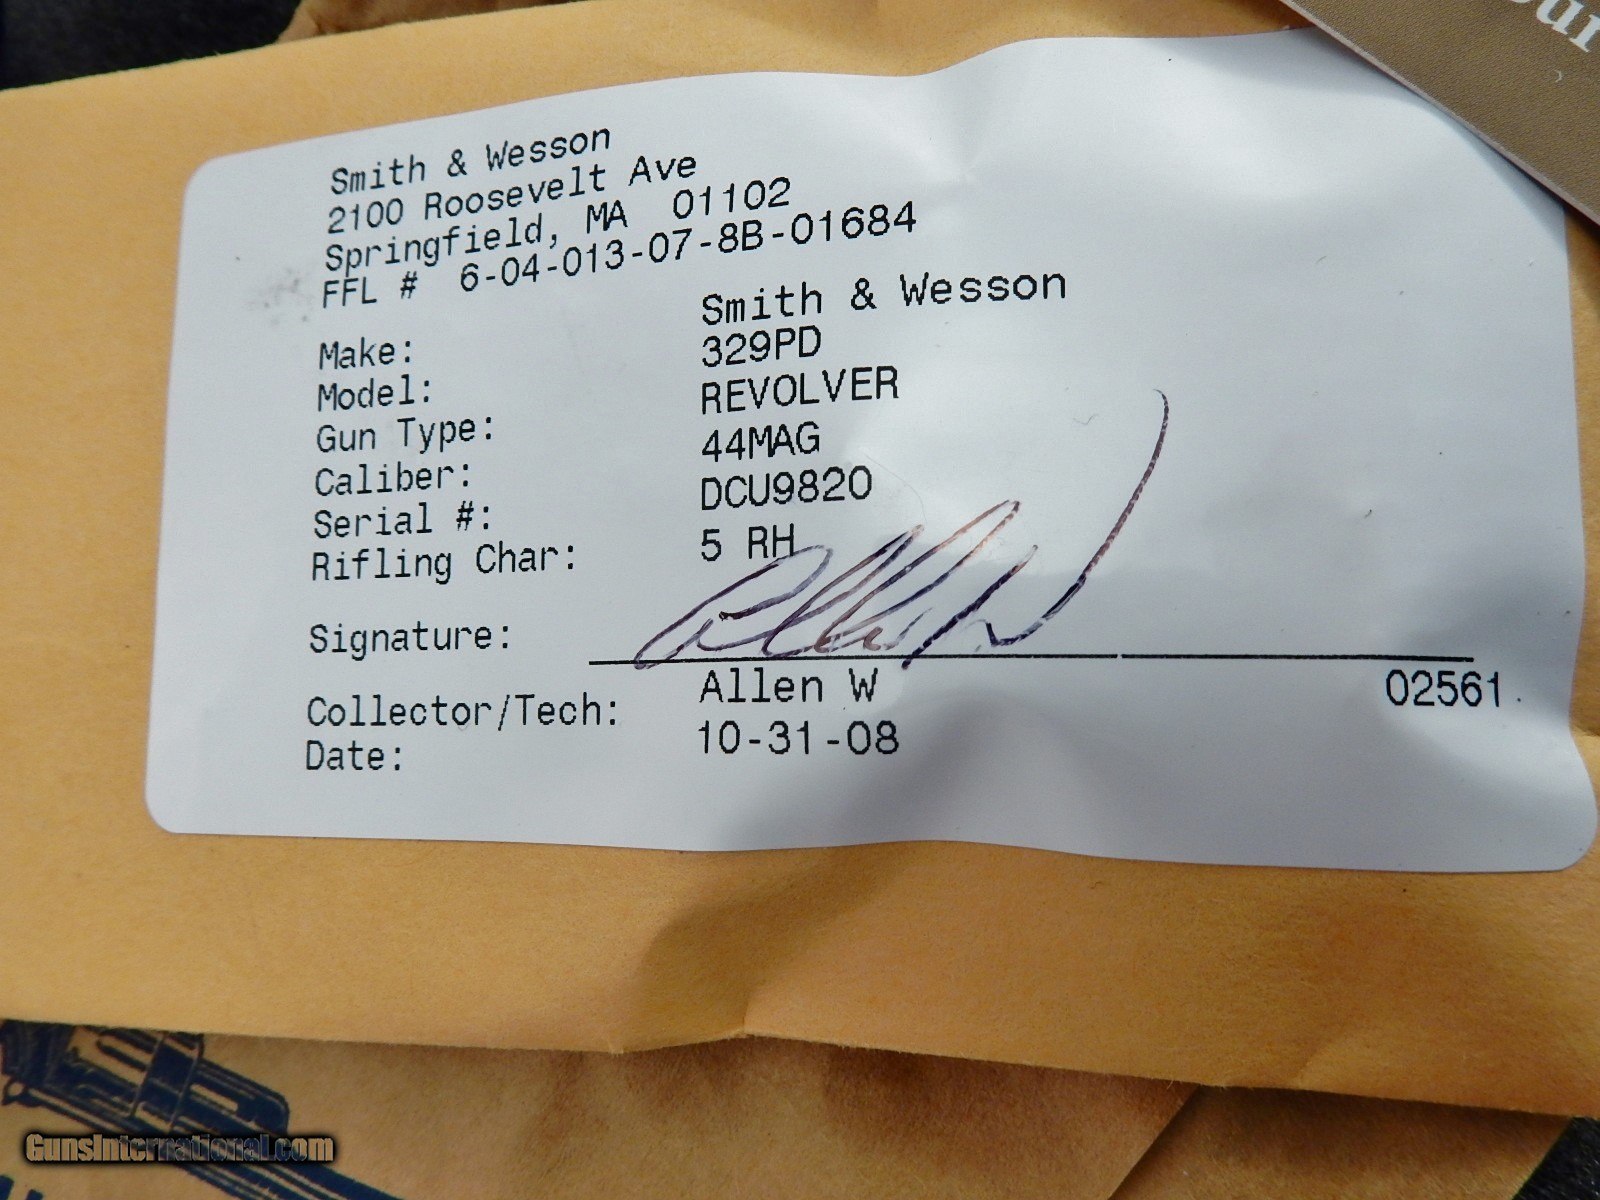 Smith & Wesson
2100 Roosevelt Ave
Springfield, MA 01102
FFL # 6-04-013-07-8B-01684
Make: Smith & Wesson
Model: 329PD
Gun Type: REVOLVER
Caliber: 44MAG
Serial #: DCU9820
Rifling Char: 5 RH
Signature: Allen W
Collector/Tech: Allen W 02561
Date: 10-31-08
GunsInternational.com